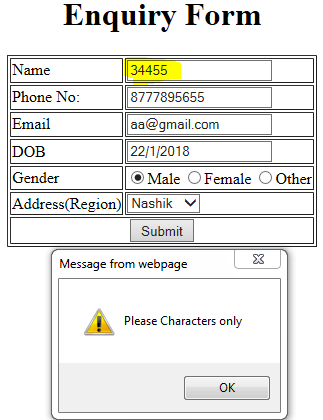 Enquiry Form
Name 34455
Phone No: 8777895655
Email aa@gmail.com
DOB 22/1/2018
Gender Male Female Other
Address(Region) Nashik
Submit
Message from webpage
Please Characters only
OK